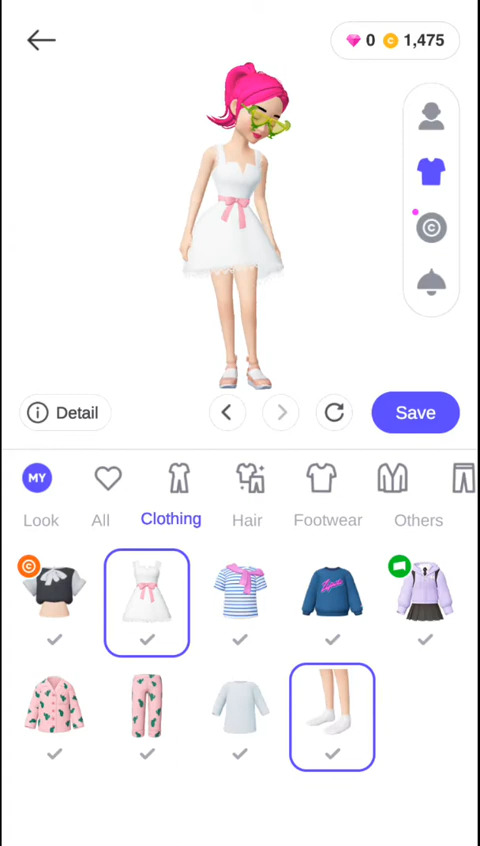 0 C 1,475
C
Detail
Save
MY
Look All Clothing Hair Footwear Others
C